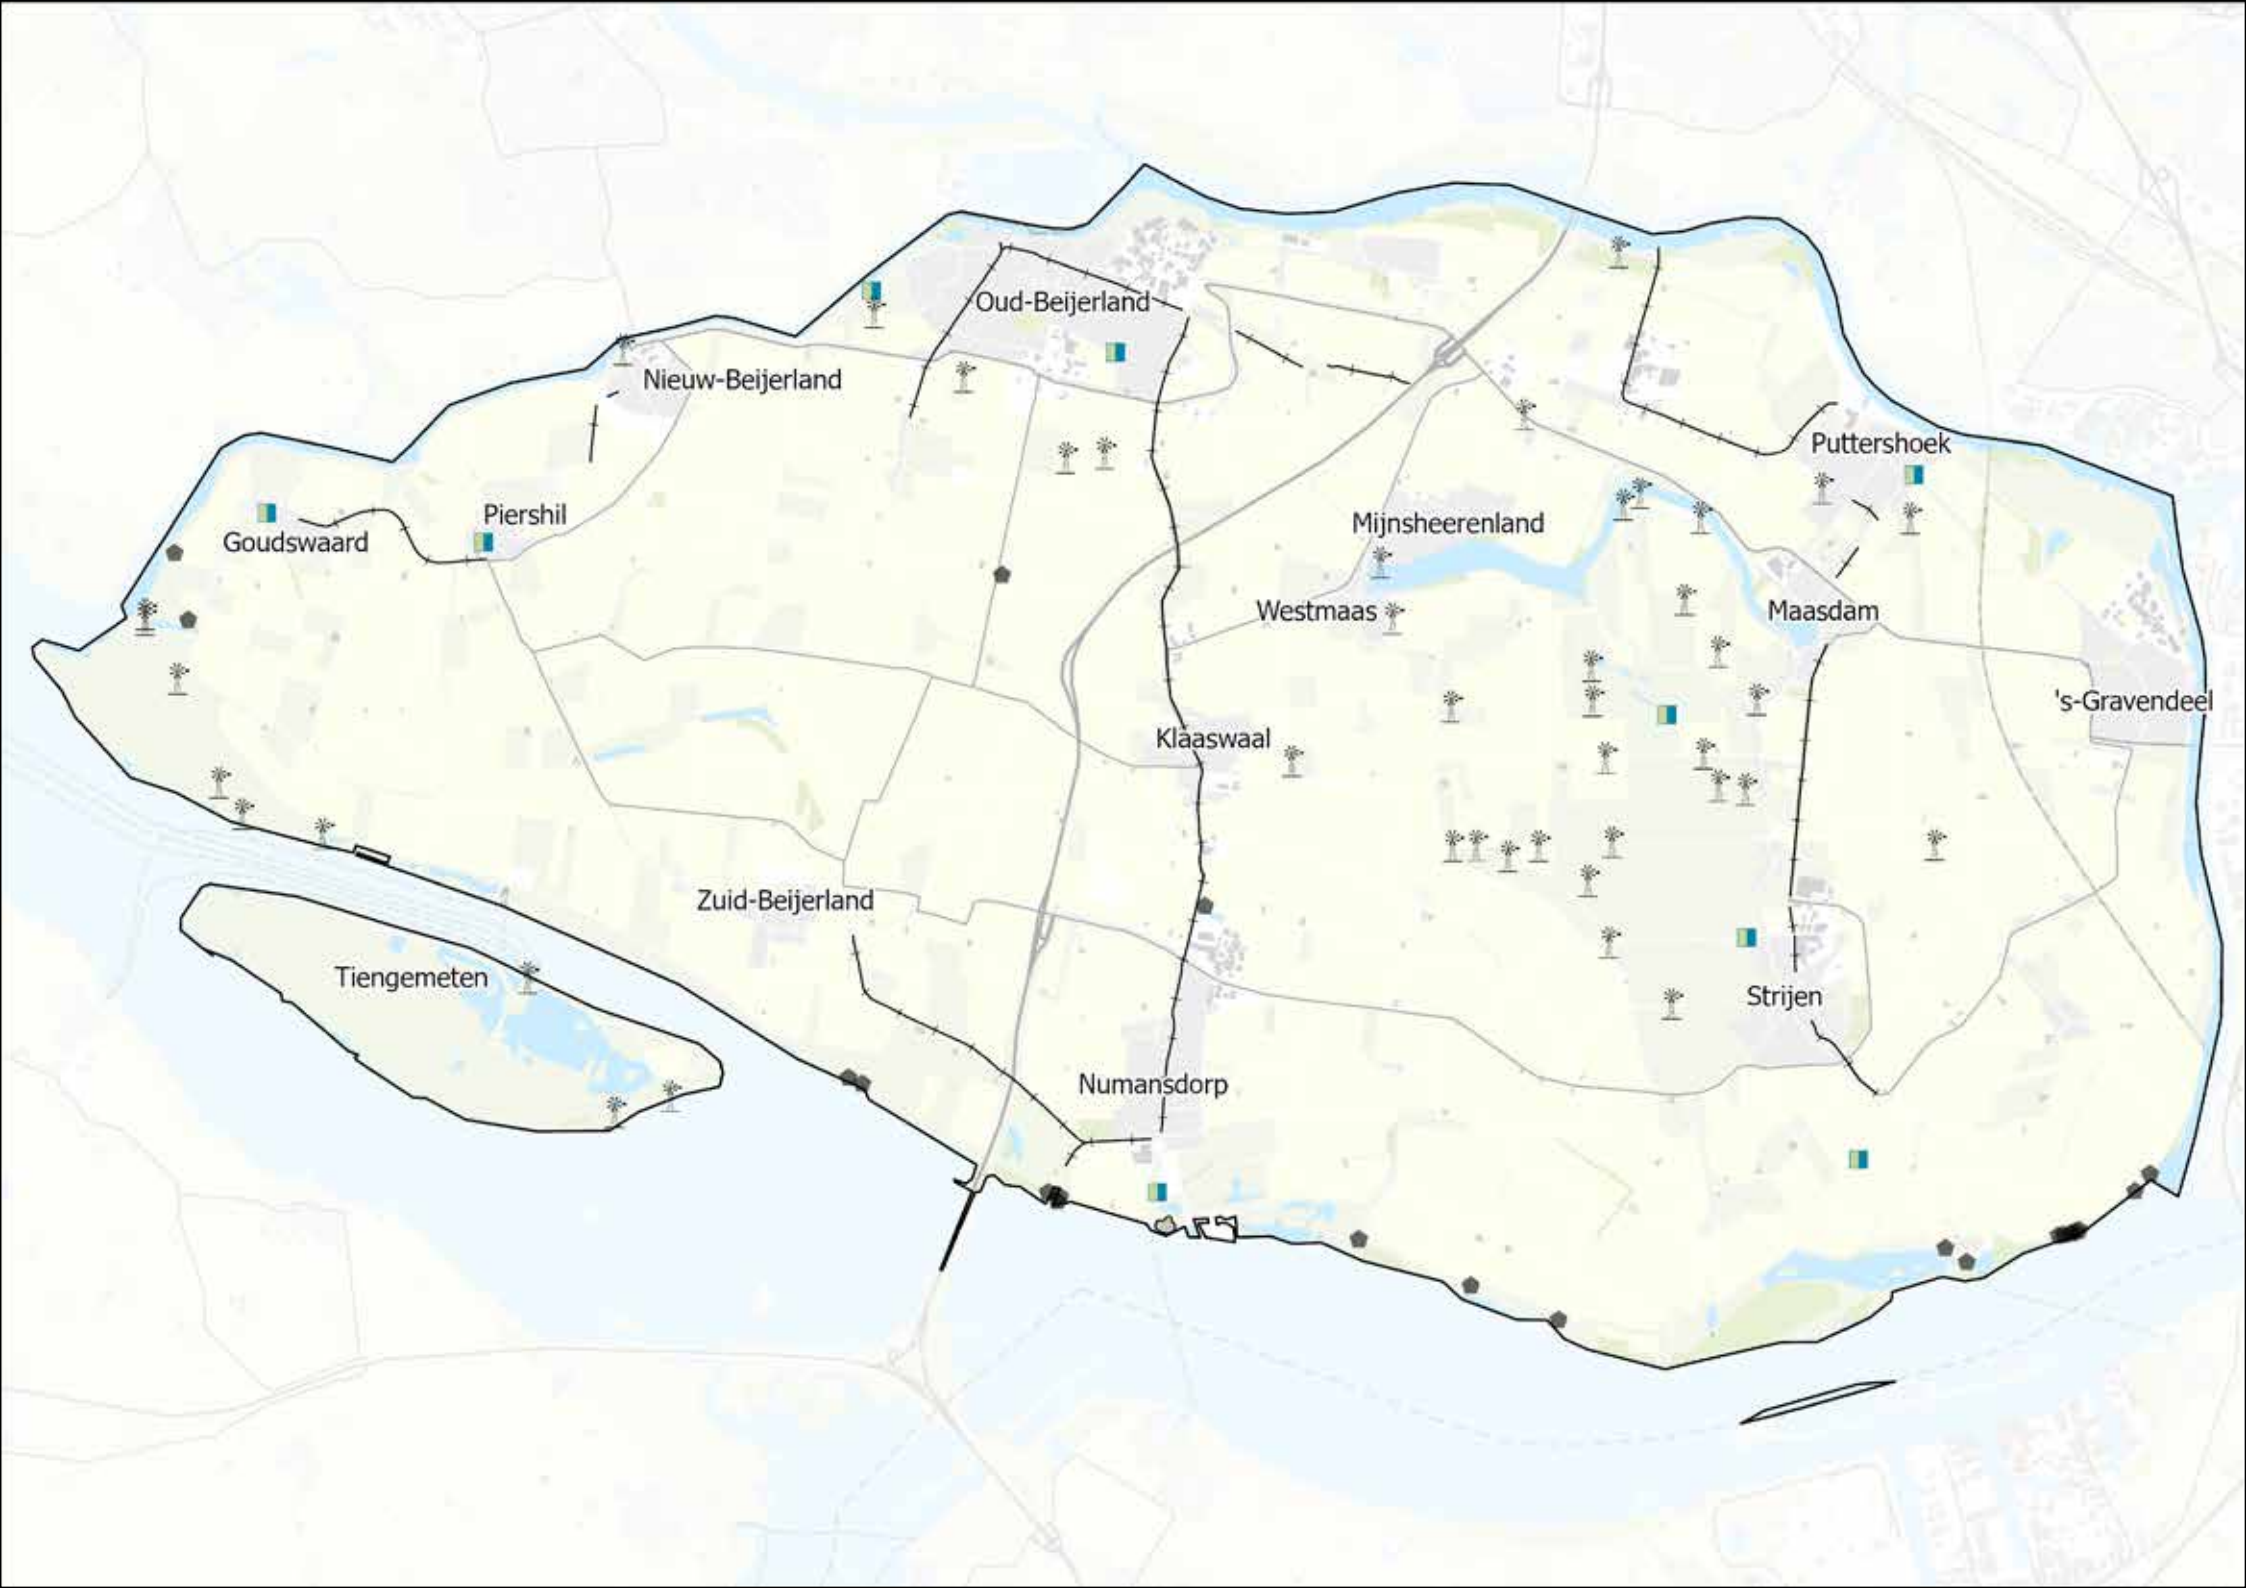 Oud-Beijerland
Nieuw-Beijerland
Puttershoek
Piershil
Goudswaard
Mijnsheerenland
Westmaas
Maasdam
's-Gravendeel
Klaaswaal
Zuid-Beijerland
Tiengemeten
Strijen
Numansdorp